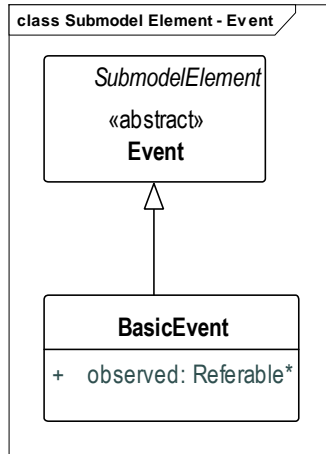 class Submodel Element - Event
SubmodelElement
«abstract»
Event
BasicEvent
+ observed: Referable*